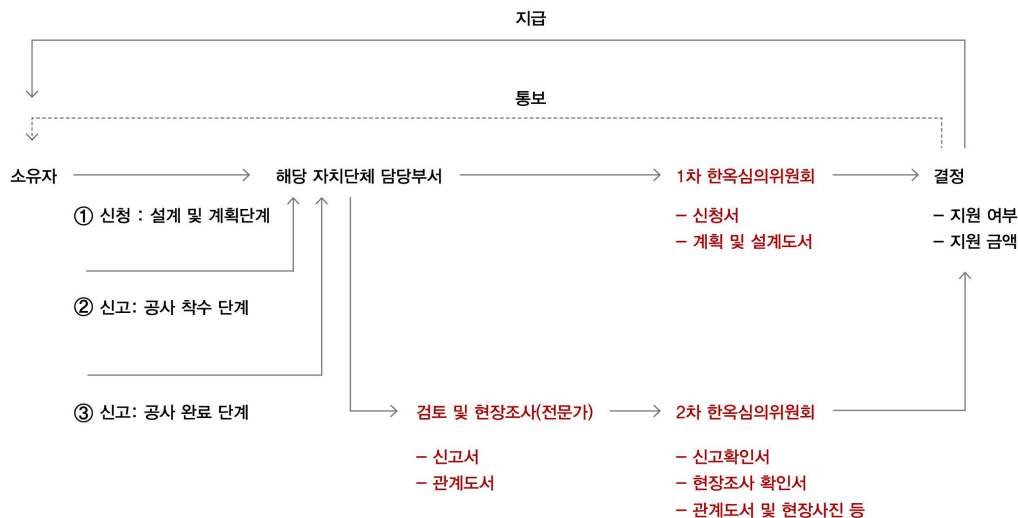 지급
통보
소유자
해당 자치단체 담당부서
1차 한옥심의위원회
결정
① 신청 : 설계 및 계획단계
– 신청서
– 계획 및 설계도서
– 지원 여부
– 지원 금액
② 신고: 공사 착수 단계
③ 신고: 공사 완료 단계
검토 및 현장조사(전문가)
2차 한옥심의위원회
– 신고서
– 관계도서
– 신고확인서
– 현장조사 확인서
– 관계도서 및 현장사진 등